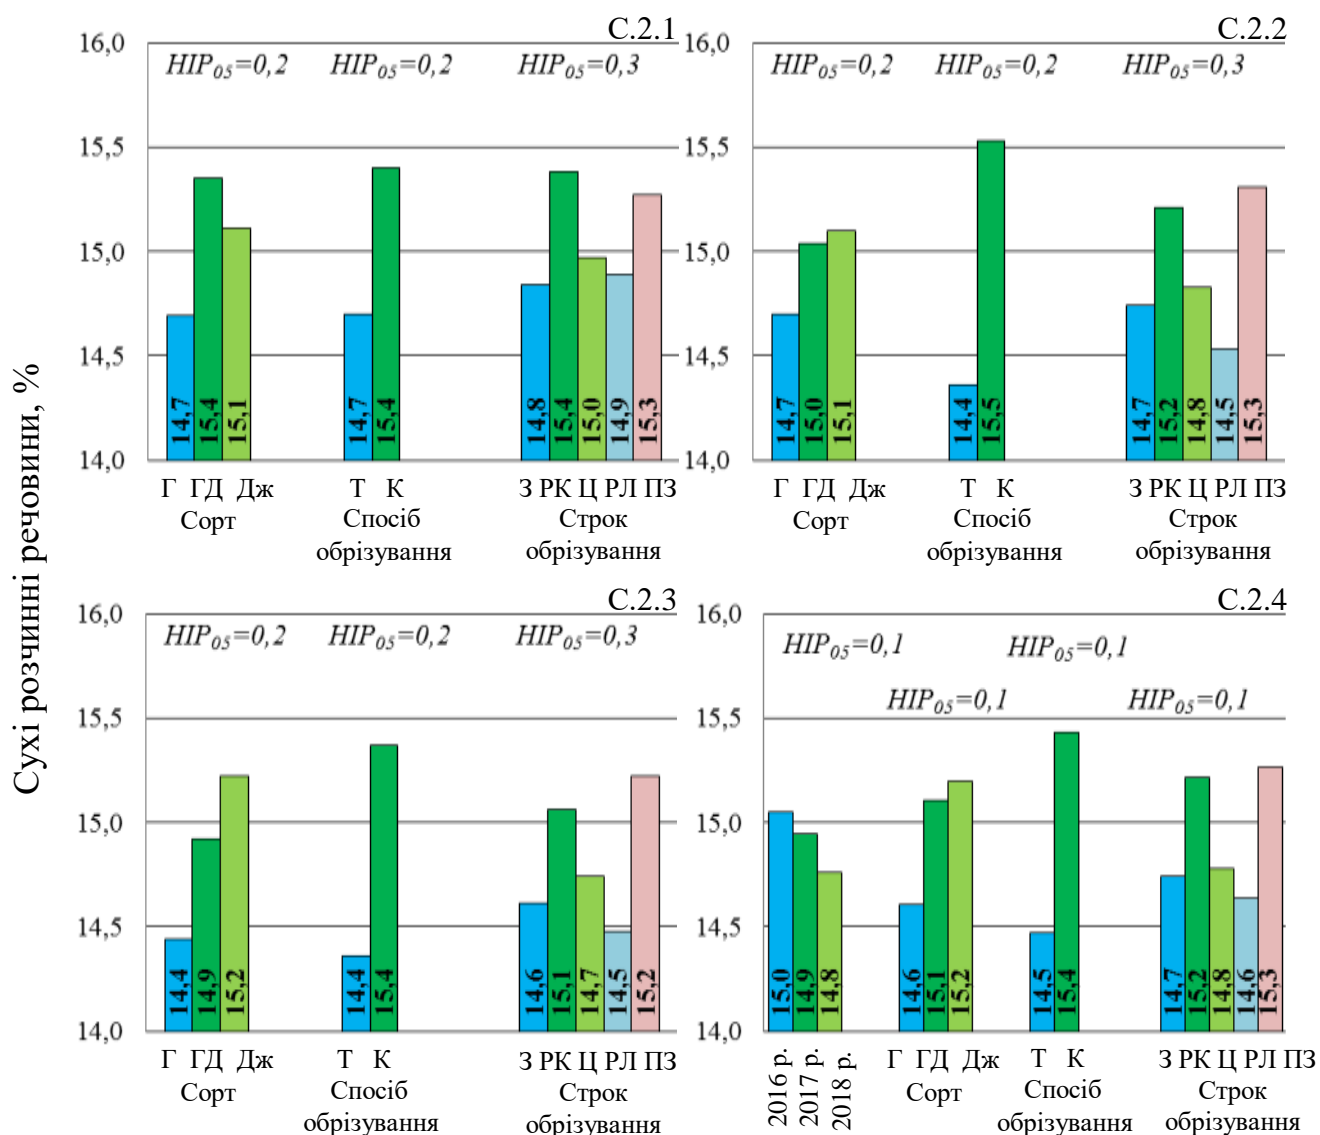 Сухі розчинні речовини, %
С.2.1
16,0
15,5
15,0
14,5
14,0
НІР05=0,2
НІР05=0,2
НІР05=0,3
14,7
15,4
15,1
14,7
15,4
14,8
15,4
15,0
14,9
15,3
Г ГД Дж
Т К
З РК Ц РЛ ПЗ
Сорт
Спосіб
обрізування
Строк
обрізування
С.2.2
16,0
15,5
15,0
14,5
14,0
НІР05=0,2
НІР05=0,2
НІР05=0,3
14,7
15,0
15,1
14,4
15,5
14,7
15,2
14,8
14,5
15,3
Г ГД Дж
Т К
З РК Ц РЛ ПЗ
Сорт
Спосіб
обрізування
Строк
обрізування
С.2.3
16,0
15,5
15,0
14,5
14,0
НІР05=0,2
НІР05=0,2
НІР05=0,3
14,4
14,9
15,2
14,4
15,4
14,6
15,1
14,7
14,5
15,2
Г ГД Дж
Т К
З РК Ц РЛ ПЗ
Сорт
Спосіб
обрізування
Строк
обрізування
С.2.4
16,0
15,5
15,0
14,5
14,0
НІР05=0,1
НІР05=0,1
НІР05=0,1
НІР05=0,1
15,0
14,9
14,8
14,6
15,1
15,2
14,5
15,4
14,7
15,2
14,8
14,6
15,3
2016 р.
2017 р.
2018 р.
Г ГД Дж
Т К
З РК Ц РЛ ПЗ
Сорт
Спосіб
обрізування
Строк
обрізування